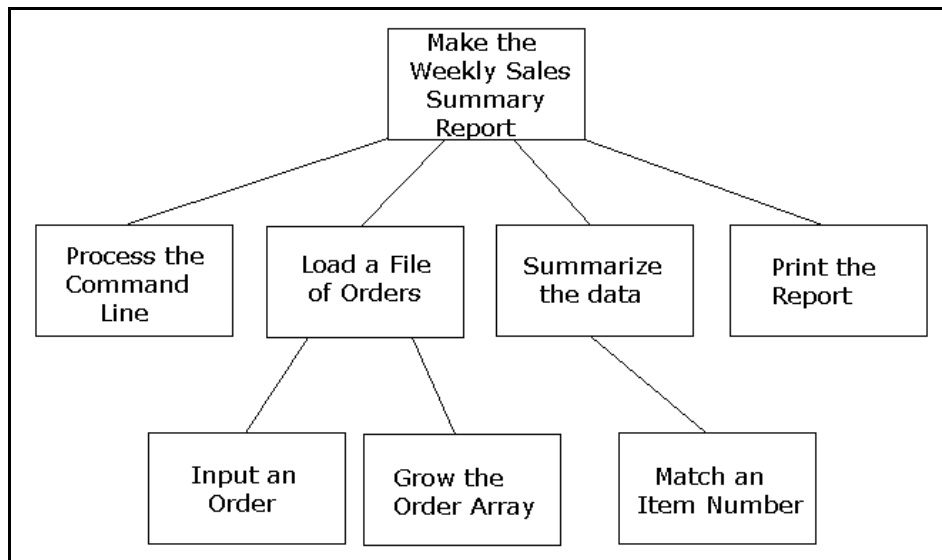 Make the
Weekly Sales
Summary
Report
Process the
Command
Line
Load a File
of Orders
Summarize
the data
Print the
Report
Input an
Order
Grow the
Order Array
Match an
Item Number